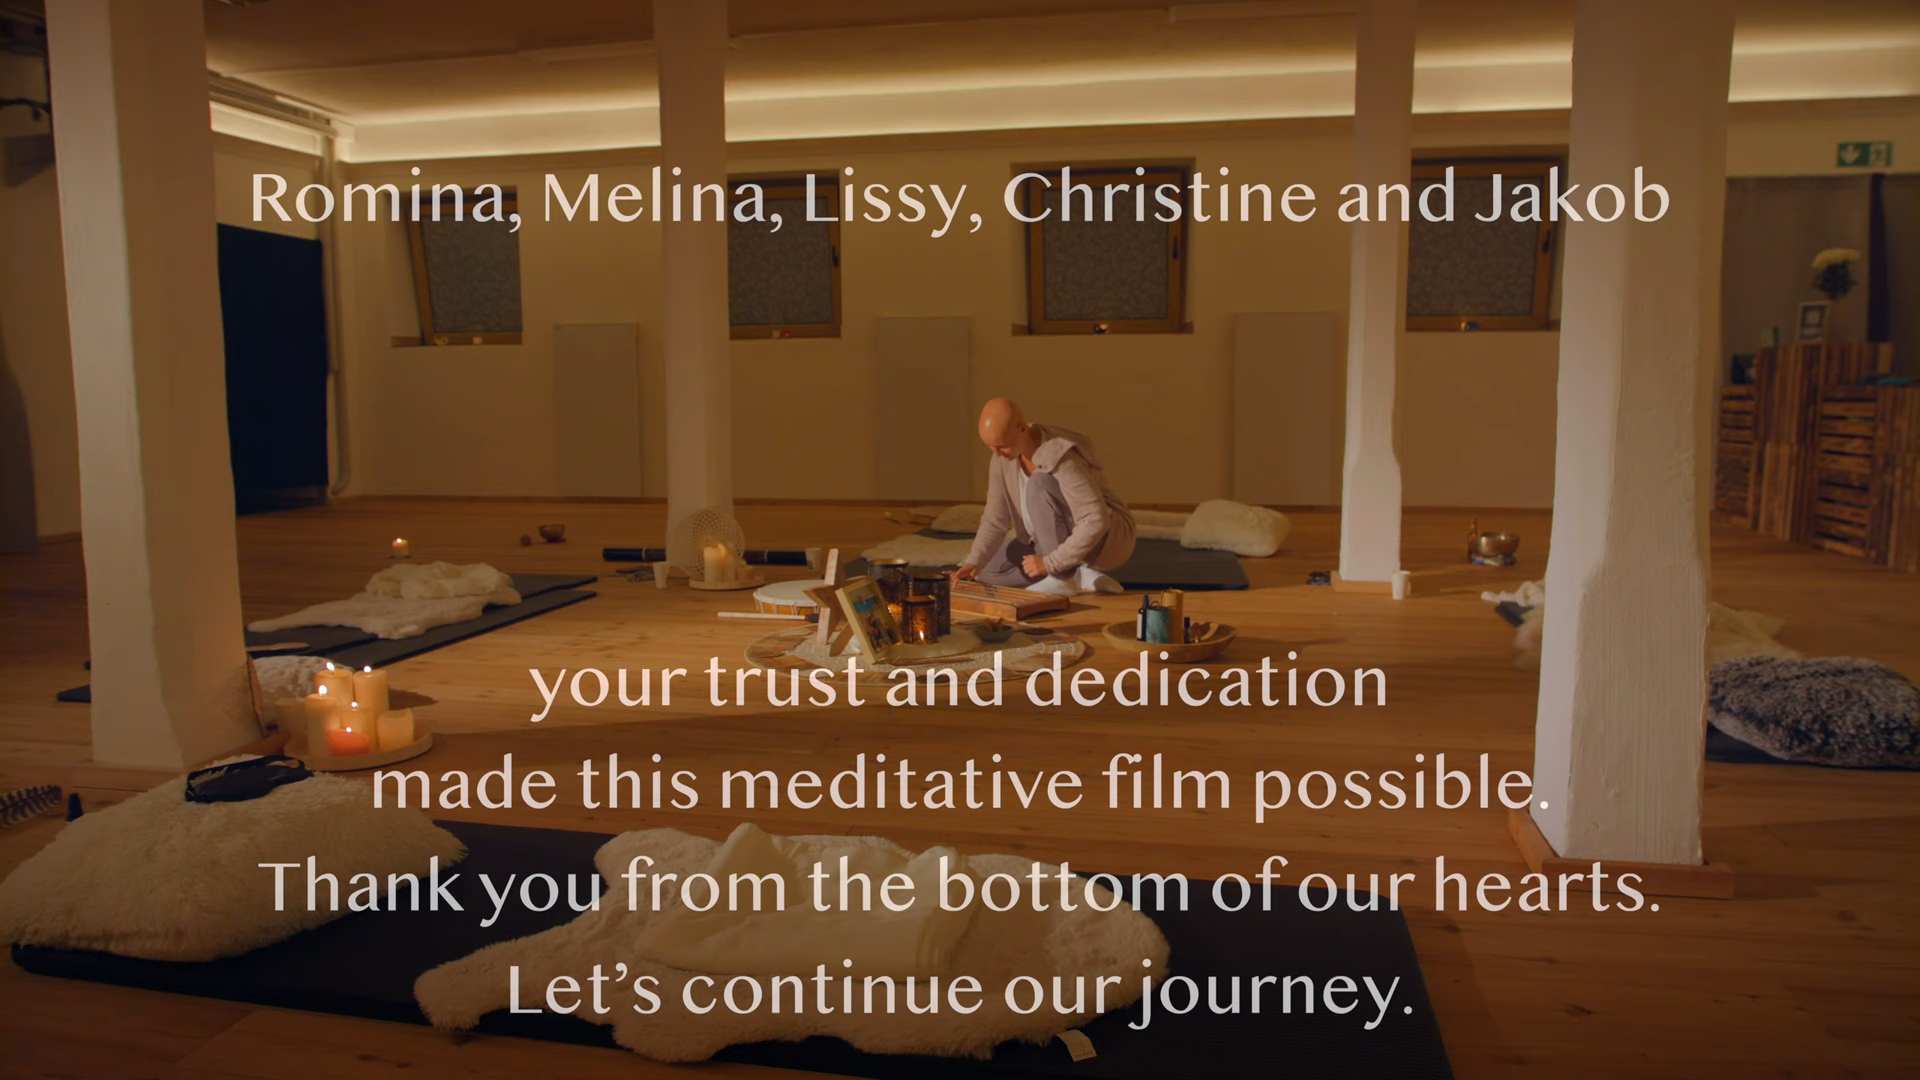 Romina, Melina, Lissy, Christine and Jakob
your trust and dedication
made this meditative film possible.
Thank you from the bottom of our hearts.
Let’s continue our journey.